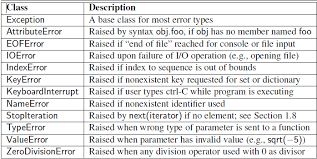 Class Description
Exception A base class for most error types
AttributeError Raised by syntax obj.foo, if obj has no member named foo
EOFError Raised if "end of file" reached for console or file input
IOError Raised upon failure of I/O operation (e.g., opening file)
IndexError Raised if index to sequence is out of bounds
KeyError Raised if nonexistent key requested for set or dictionary
KeyboardInterrupt Raised if user types ctrl-C while program is executing
NameError Raised if nonexistent identifier used
StopIteration Raised by next(iterator) if no element; see Section 1.8
TypeError Raised when wrong type of parameter is sent to a function
ValueError Raised when parameter has invalid value (e.g., sqrt(−5))
ZeroDivisionError Raised when any division operator used with 0 as divisor